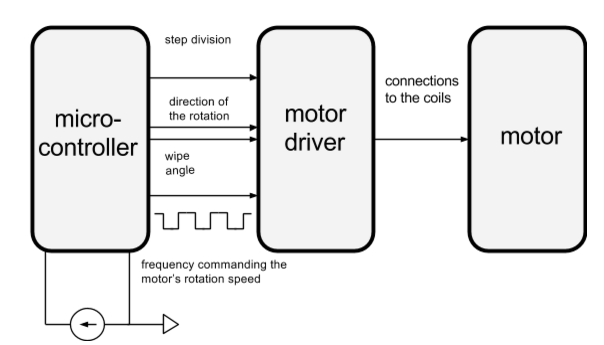 step division
micro-
controller
direction of
the rotation
wipe
angle
frequency commanding the
motor's rotation speed
motor
driver
connections
to the coils
motor